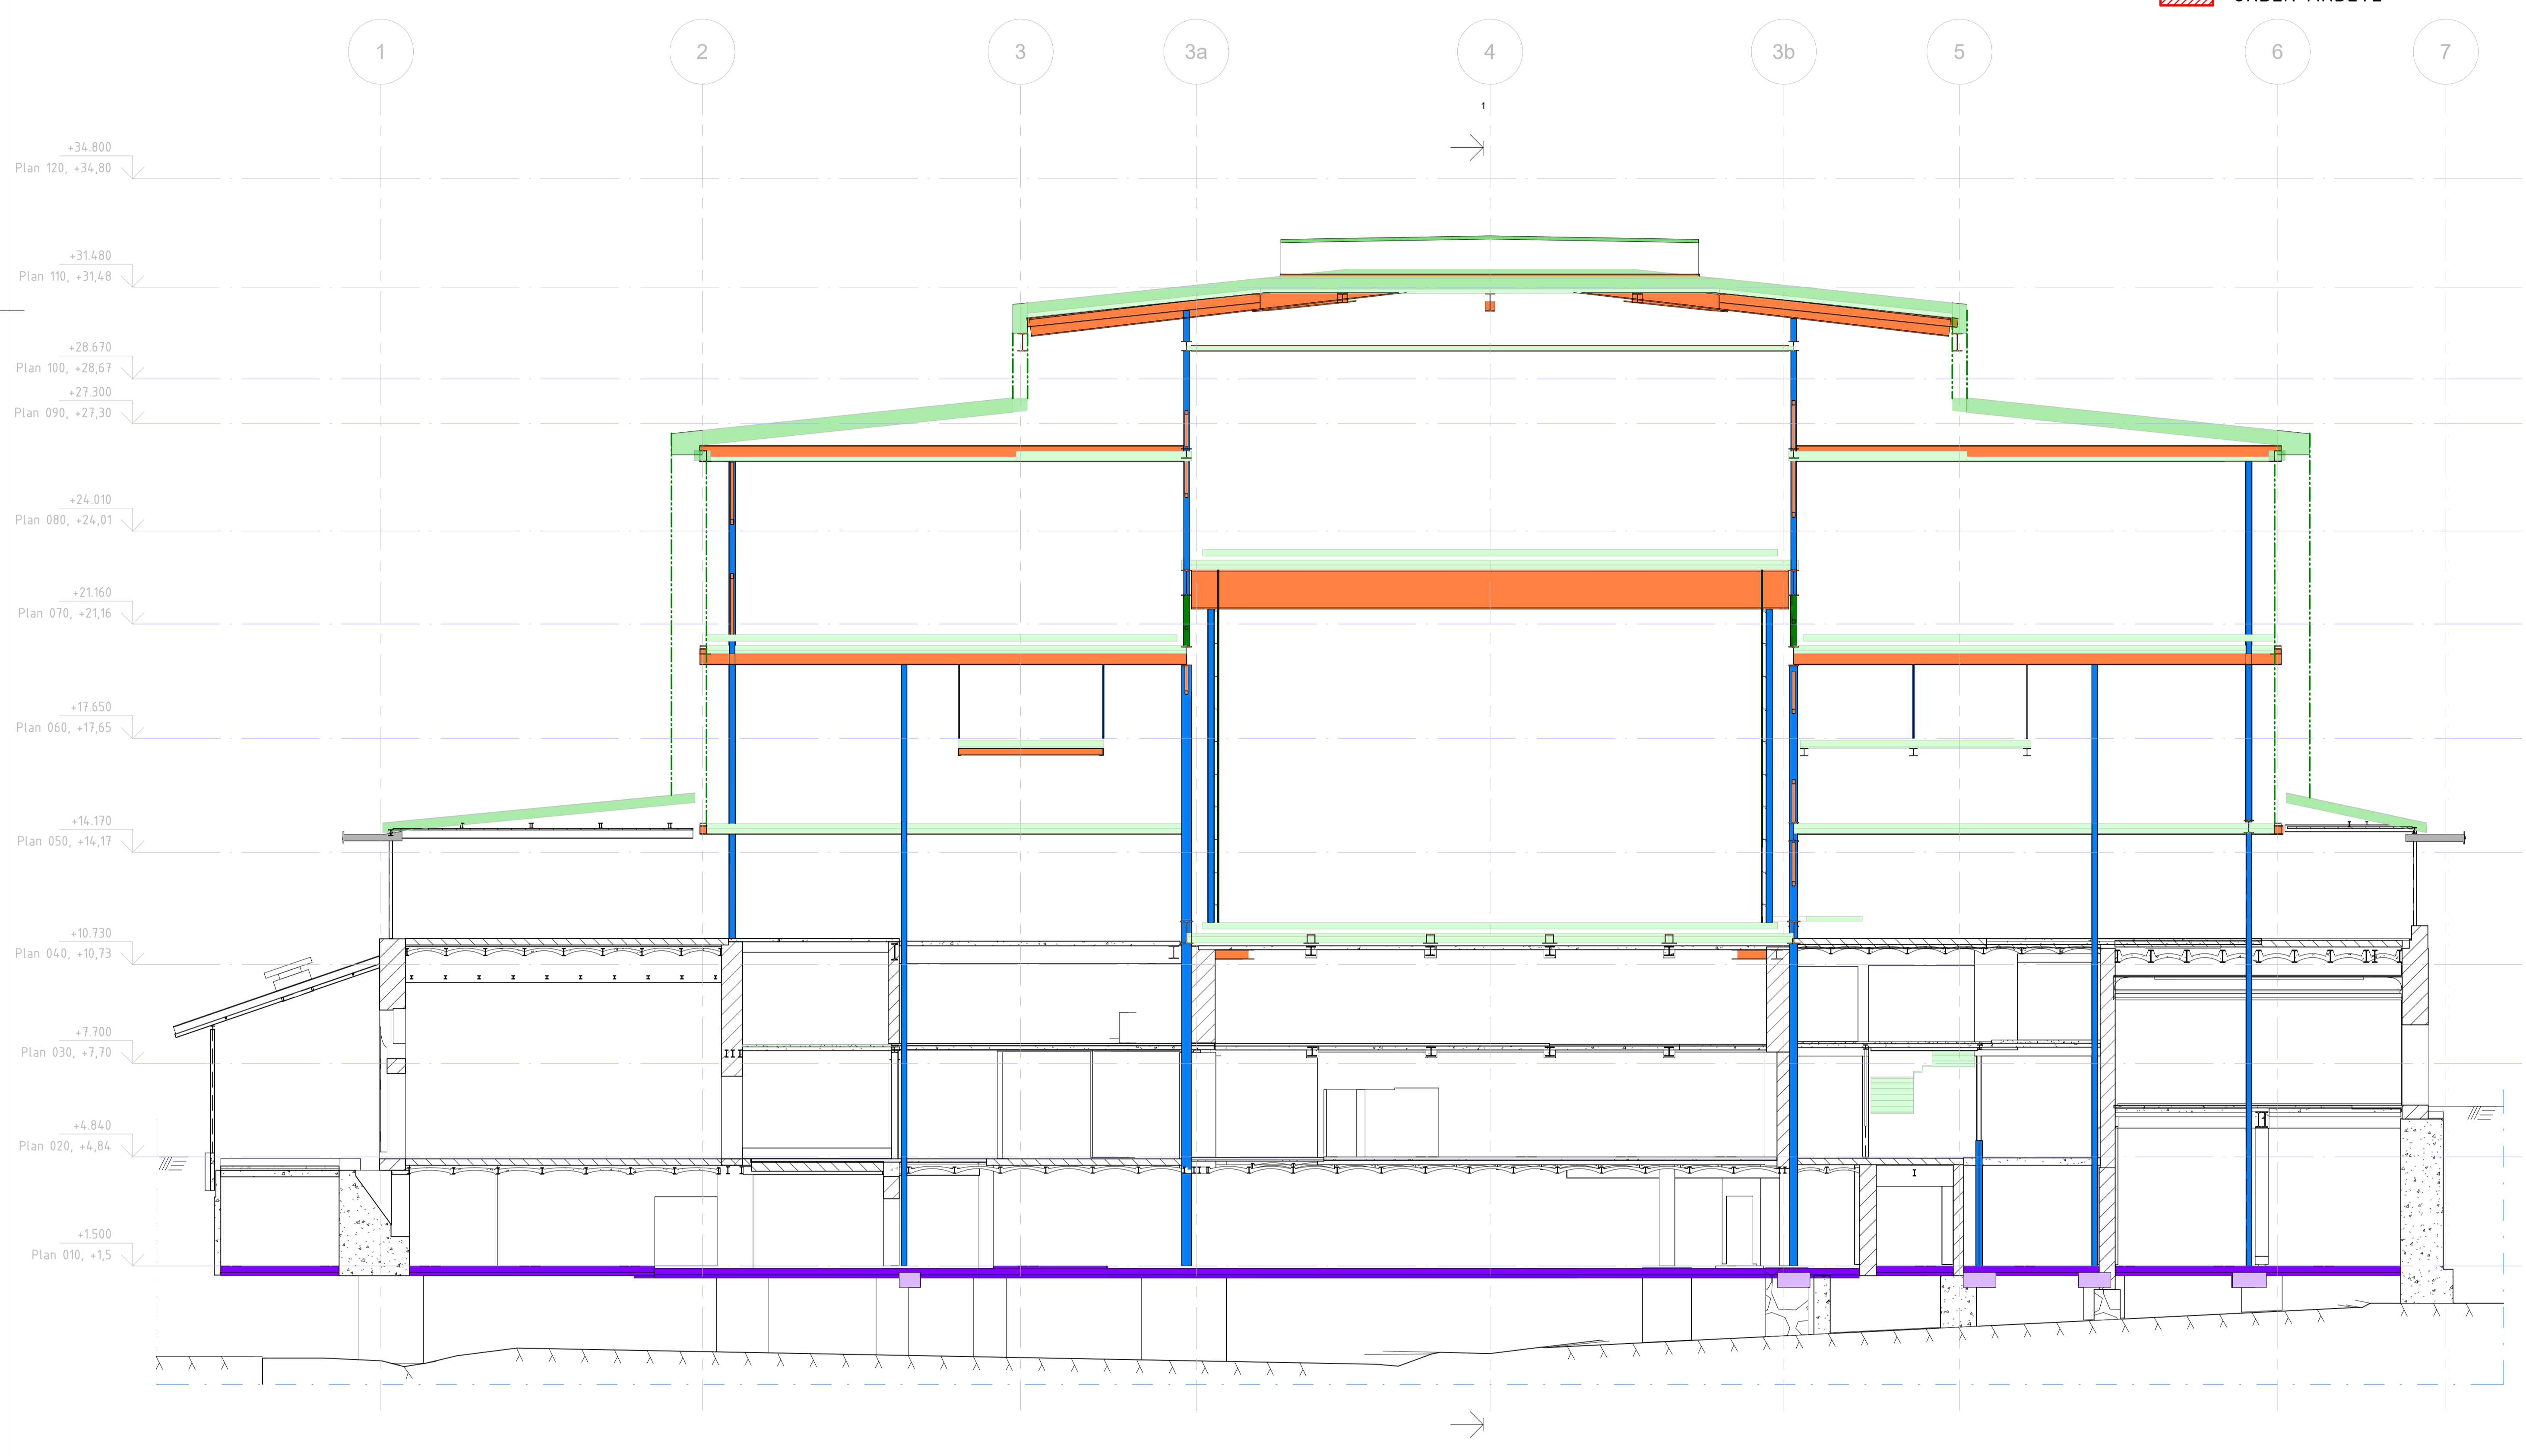 1 2 3 3a 4 3b 5 6 7
1
+34.800
Plan 120, +34,80
+31.480
Plan 110, +31,48
+28.670
Plan 100, +28,67
+27.300
Plan 090, +27,30
+24.010
Plan 080, +24,01
+21.160
Plan 070, +21,16
+17.650
Plan 060, +17,65
+14.170
Plan 050, +14,17
+10.730
Plan 040, +10,73
+7.700
Plan 030, +7,70
+4.840
Plan 020, +4,84
+1.500
Plan 010, +1,5